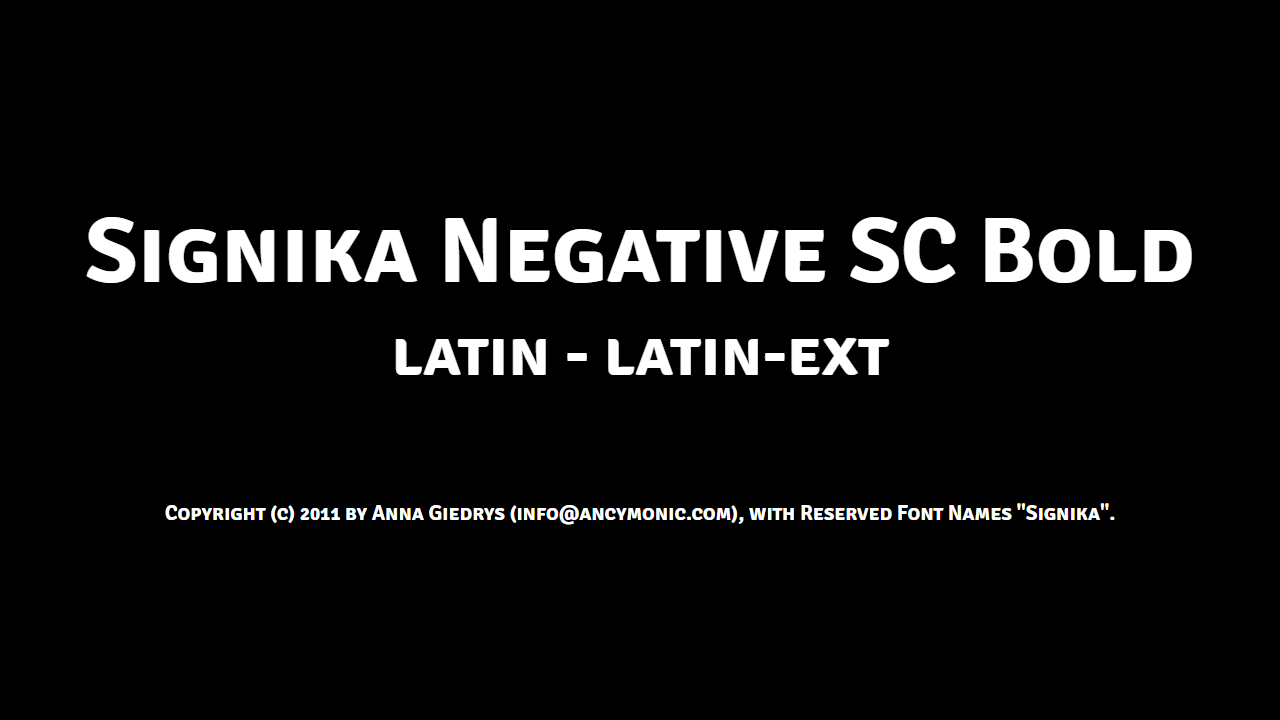 Signika Negative SC Bold
latin - latin-ext
Copyright (c) 2011 by Anna Giedrys (info@ancymonic.com), with Reserved Font Names "Signika".